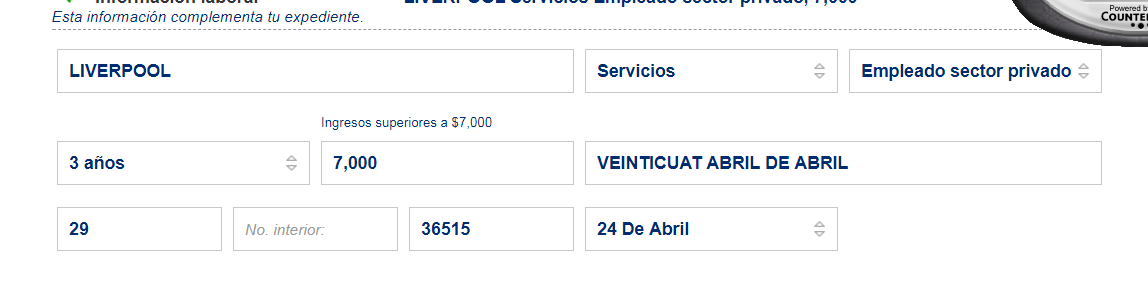 Información laboral LIVERPOOL Servicios Empleado sector privado, 7,000
Esta información complementa tu expediente.
Powered by
LIVERPOOL Servicios Empleado sector privado
Ingresos superiores a $7,000
3 años 7,000 VEINTICUAT ABRIL DE ABRIL
29 No. interior: 36515 24 De Abril